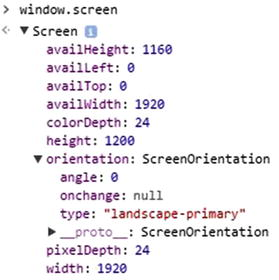 > window.screen
< ▼ Screen i
availHeight: 1160
availLeft: 0
availTop: 0
availWidth: 1920
colorDepth: 24
height: 1200
▼ orientation: ScreenOrientation
angle: 0
onchange: null
type: "landscape-primary"
▶ __proto__: ScreenOrientation
pixelDepth: 24
width: 1920